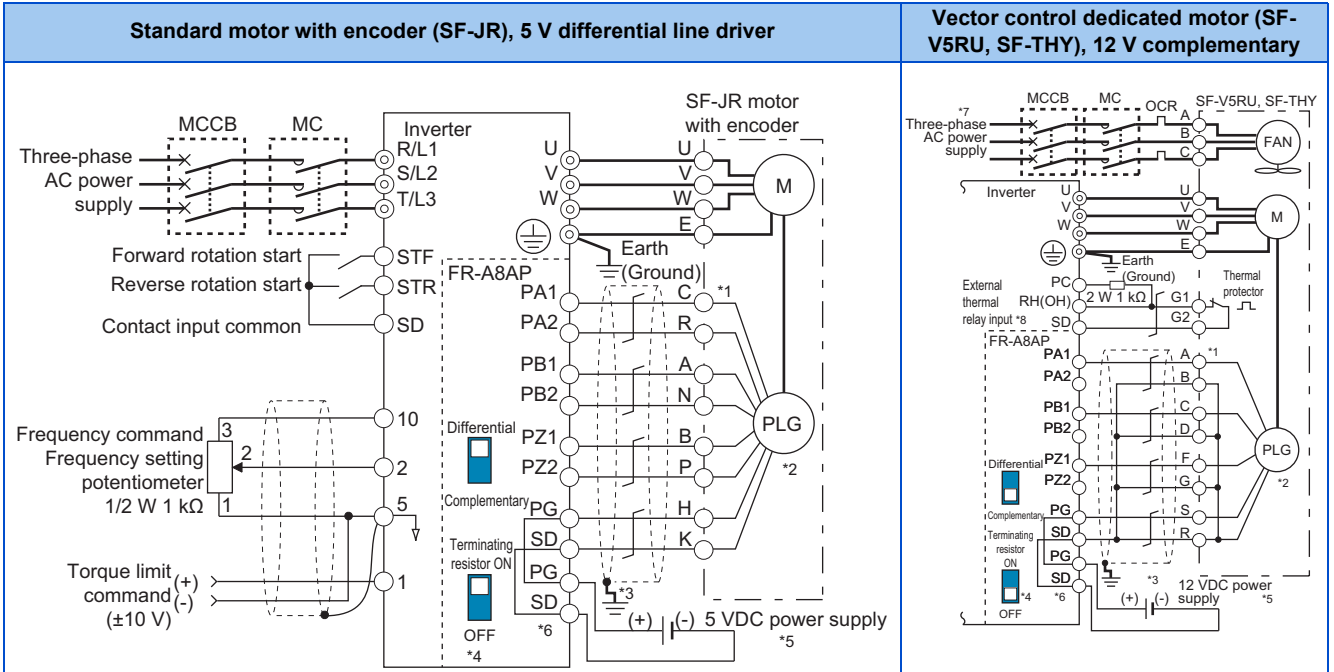 Standard motor with encoder (SF-JR), 5 V differential line driver
Vector control dedicated motor (SF-
V5RU, SF-THY), 12 V complementary
MCCB
MC
Three-phase
AC power
supply
Inverter
R/L1
S/L2
T/L3
U
V
W
U
V
W
E
SF-JR motor
with encoder
M
Earth
(Ground)
Forward rotation start
Reverse rotation start
Contact input common
STF
STR
SD
FR-A8AP
PA1
PA2
PB1
PB2
PZ1
PZ2
PG
SD
PG
SD
C
R
A
N
B
P
H
K
*1
PLG
*2
Differential
Complementary
Terminating
resistor ON
OFF
*4
*3
*6
(+)
(-)
5 VDC power supply
*5
Frequency command
Frequency setting
potentiometer
1/2 W 1 kΩ
3
2
1
10
2
5
1
Torque limit
command
(±10 V)
(+)
(-)
*7
Three-phase
AC power
supply
MCCB
MC
OCR
A
B
C
SF-V5RU, SF-THY
FAN
Inverter
U
V
W
U
V
W
E
M
Earth
(Ground)
External
thermal
relay input *8
PC
RH(OH)
SD
2 W 1 kΩ
G1
G2
Thermal
protector
FR-A8AP
PA1
PA2
PB1
PB2
PZ1
PZ2
PG
SD
PG
SD
A
B
C
D
F
G
S
R
*1
PLG
*2
Differential
Complementary
Terminating
resistor
ON
*4
OFF
*6
*3
(+)
(-)
12 VDC power
supply
*5